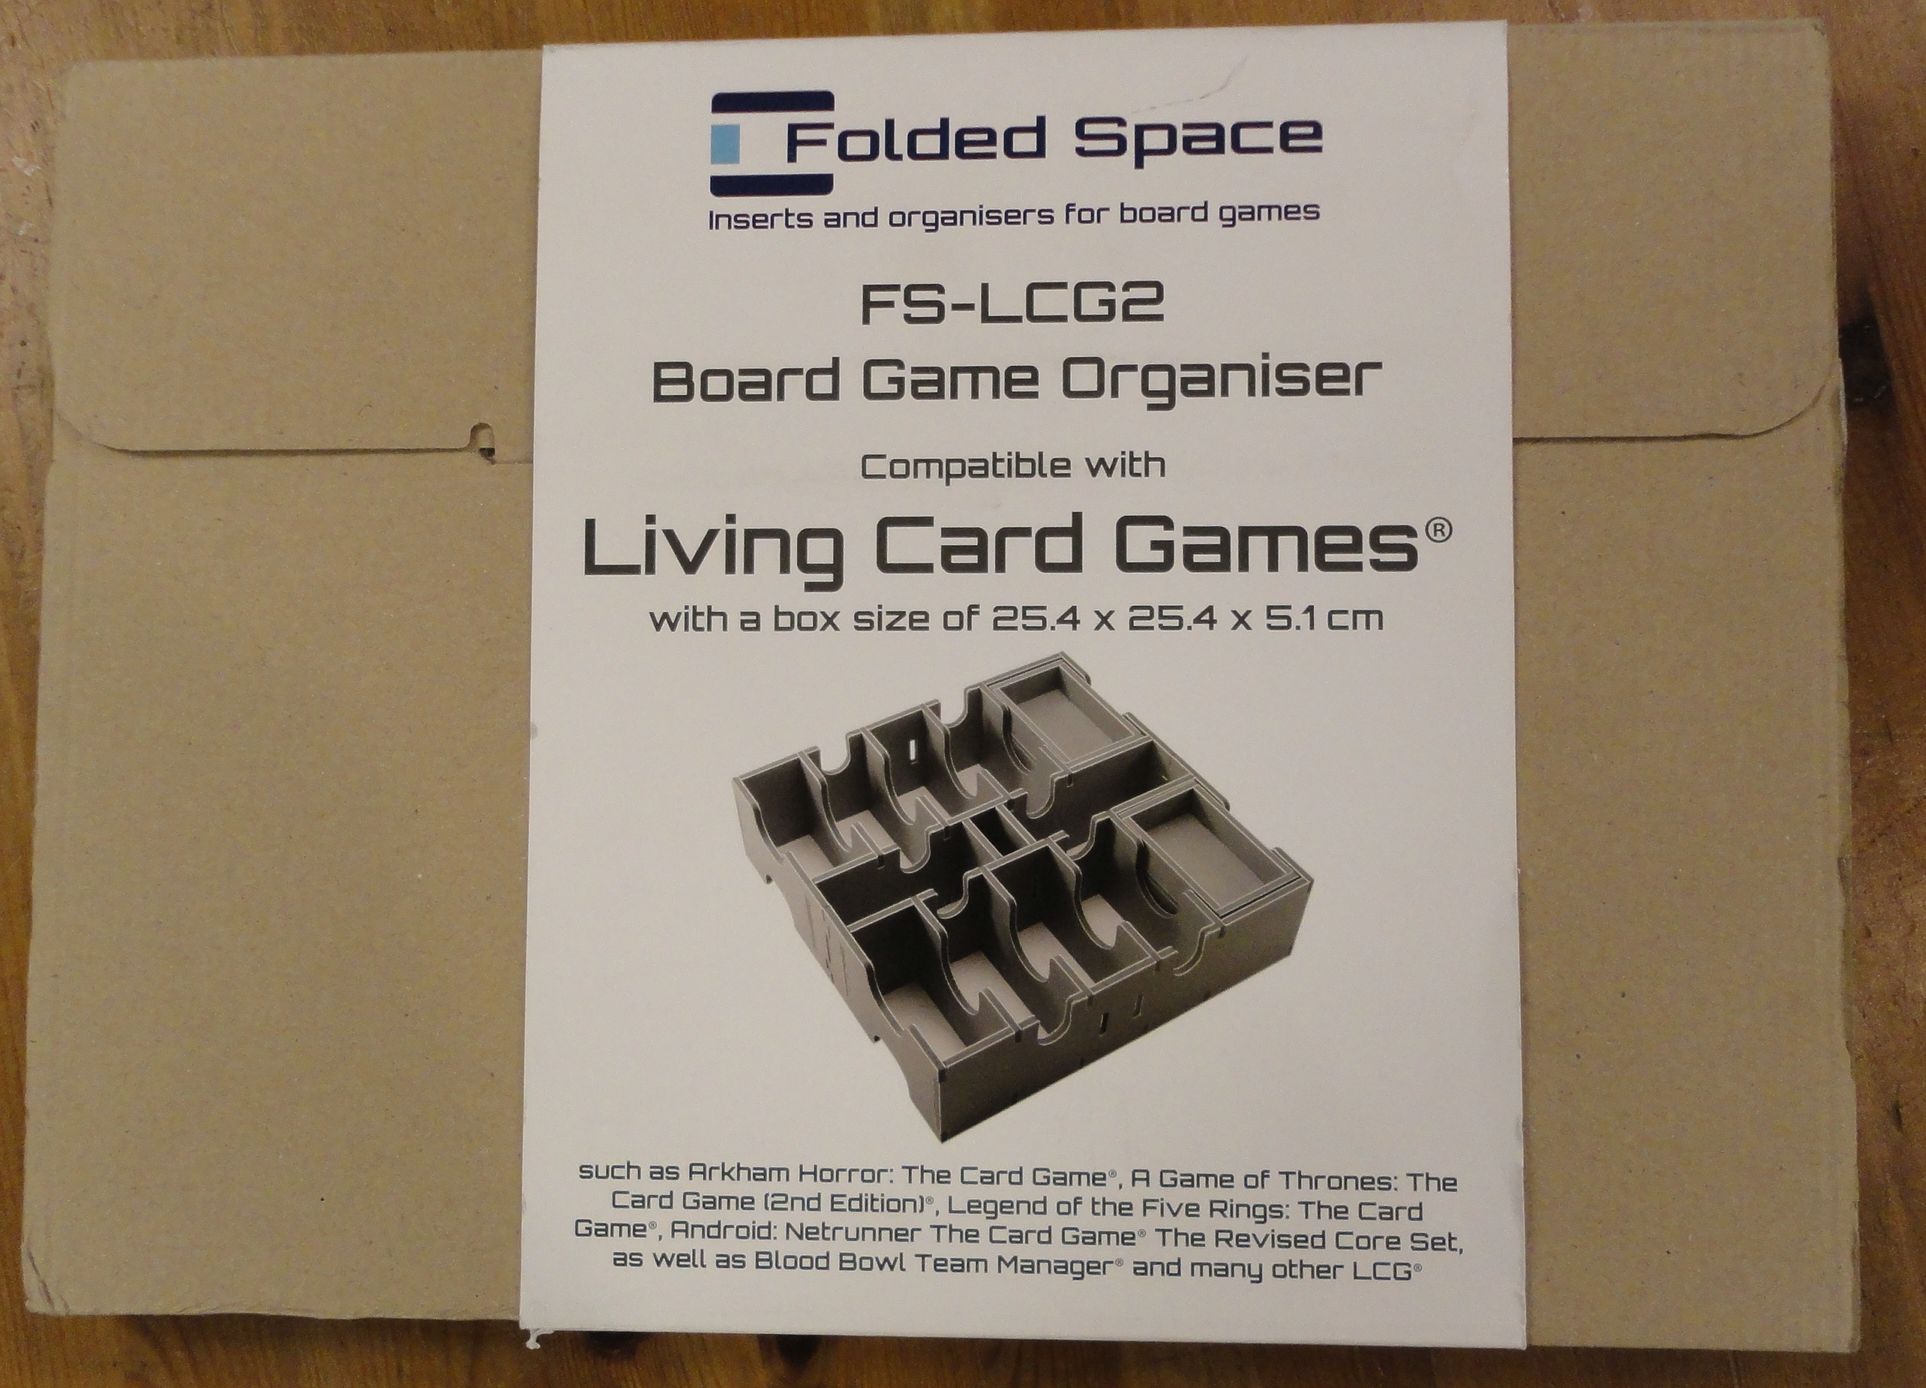 Folded Space
Inserts and organisers for board games
FS-LCG2
Board Game Organiser
Compatible with
Living Card Games®
with a box size of 25.4 x 25.4 x 5.1 cm
such as Arkham Horror: The Card Game®, A Game of Thrones: The
Card Game (2nd Edition)®, Legend of the Five Rings: The Card
Game®, Android: Netrunner The Card Game® The Revised Core Set,
as well as Blood Bowl Team Manager® and many other LCG®